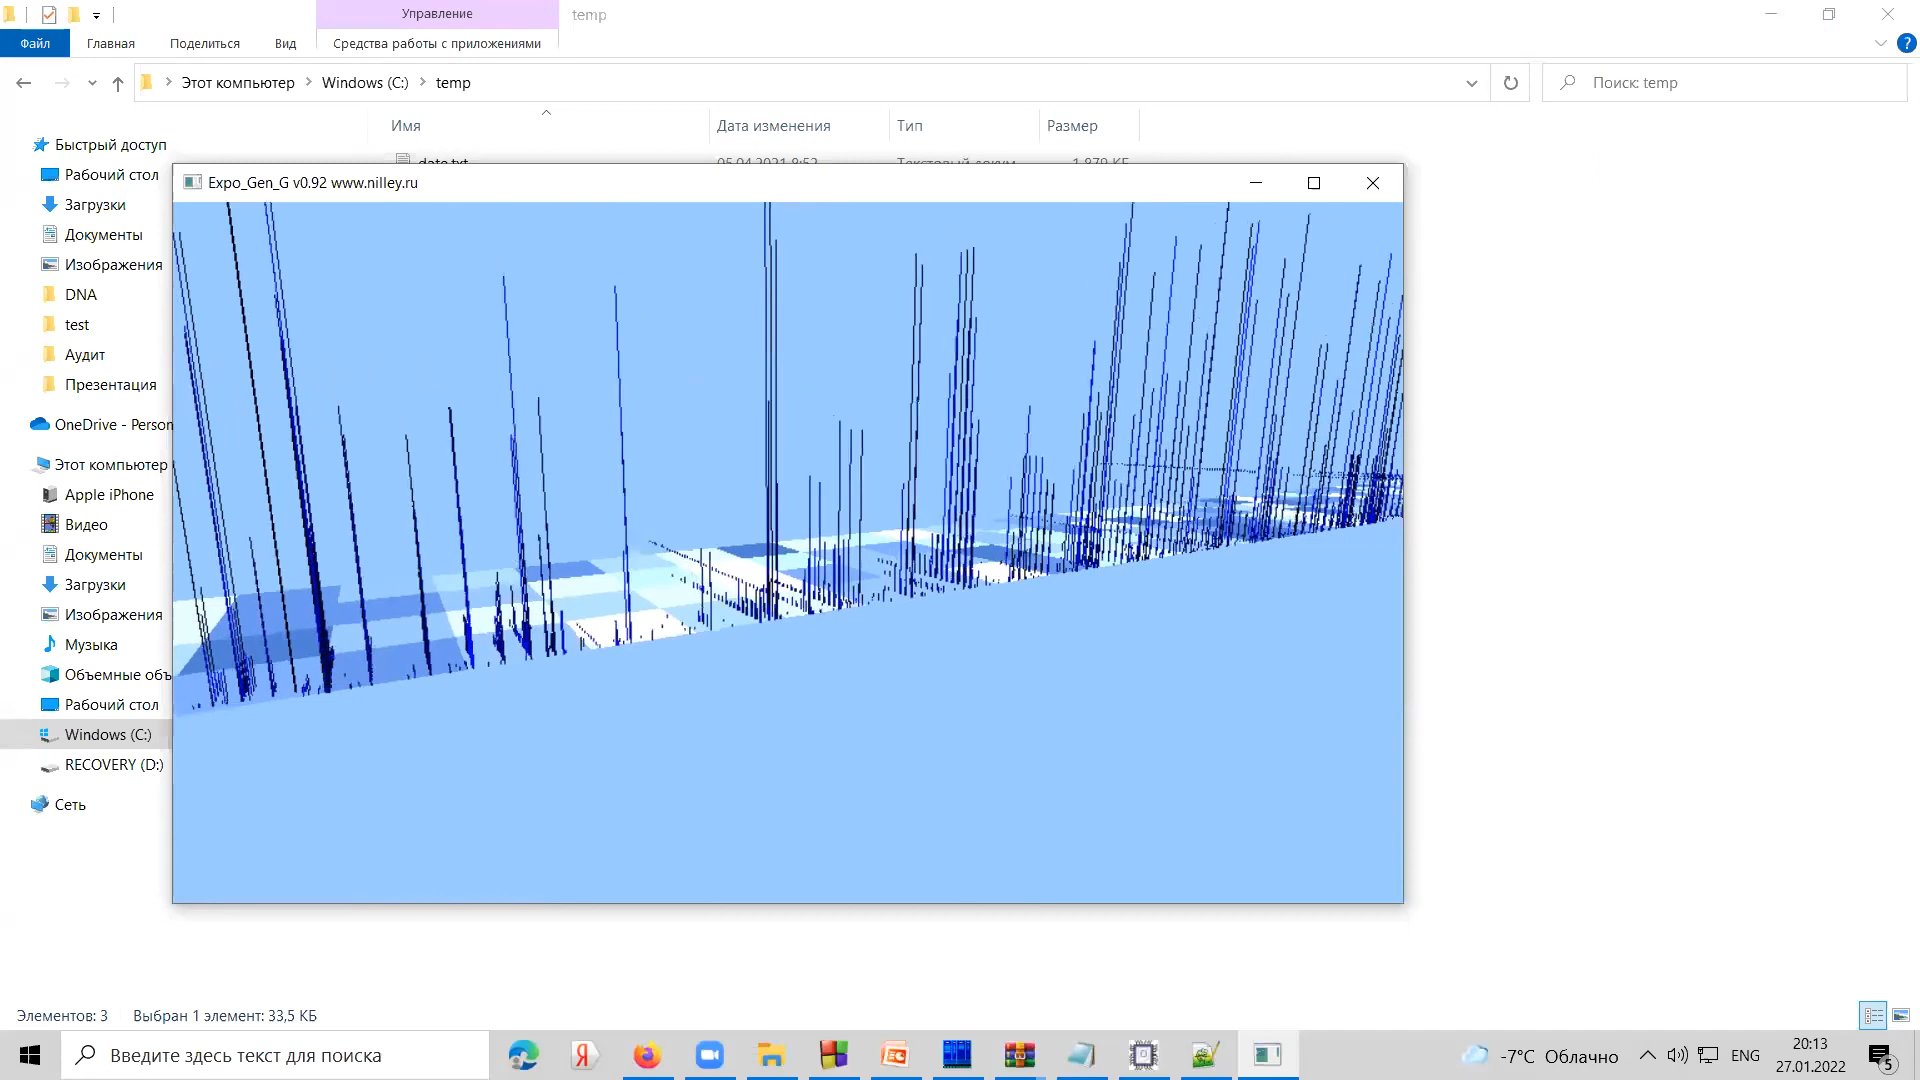 Управление
temp
Файл
Главная
Поделиться
Вид
Средства работы с приложениями
Этот компьютер
Windows (C:)
temp
Поиск: temp
Имя
Дата изменения
Тип
Размер
Быстрый доступ
Рабочий стол
Загрузки
Документы
Изображения
DNA
test
Аудит
Презентация
OneDrive - Person
Этот компьютер
Apple iPhone
Видео
Документы
Загрузки
Изображения
Музыка
Объемные объ
Рабочий стол
Windows (C:)
RECOVERY (D:)
Сеть
Expo_Gen_G v0.92 www.nilley.ru
Элементов: 3
Выбран 1 элемент: 33,5 КБ
Введите здесь текст для поиска
-7°C Облачно
ENG
20:13
27.01.2022
5